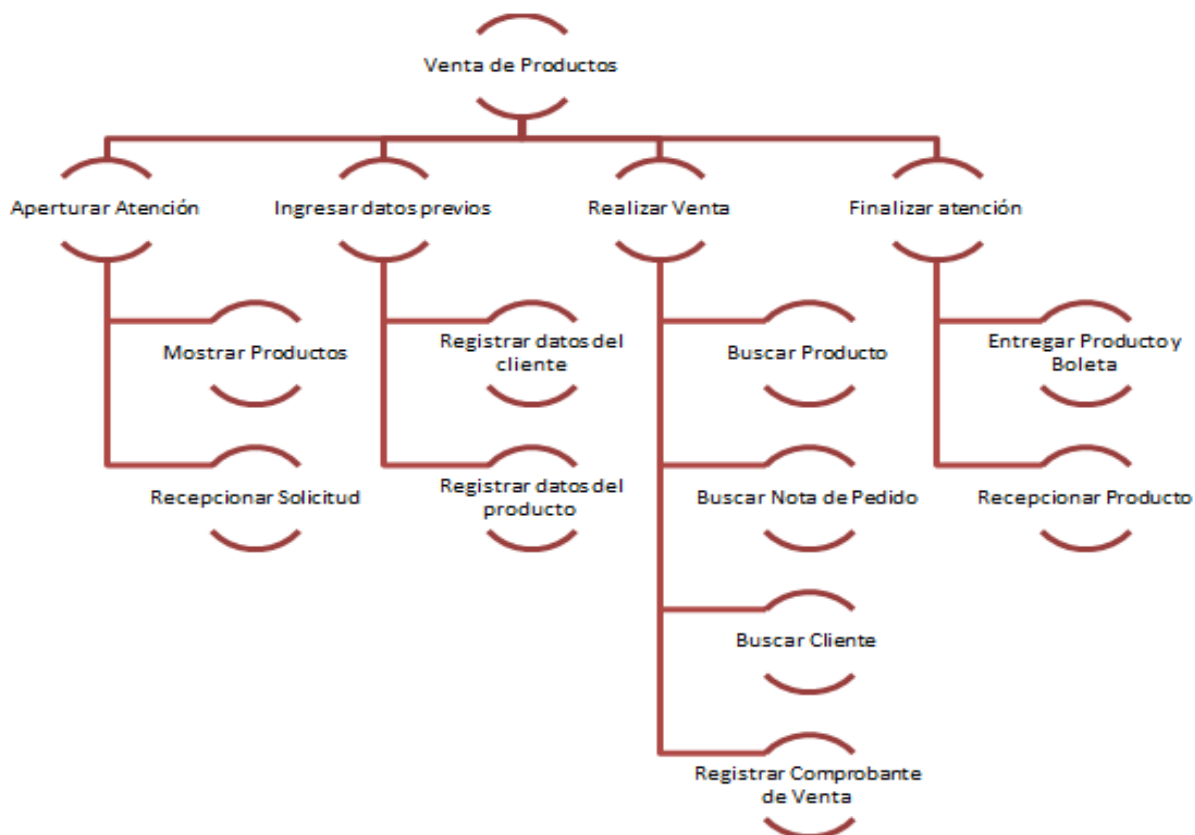 Venta de Productos
Aperturar Atención
Ingresar datos previos
Realizar Venta
Finalizar atención
Mostrar Productos
Registrar datos del
cliente
Buscar Producto
Entregar Producto y
Boleta
Recepcionar Solicitud
Registrar datos del
producto
Buscar Nota de Pedido
Recepcionar Producto
Buscar Cliente
Registrar Comprobante
de Venta